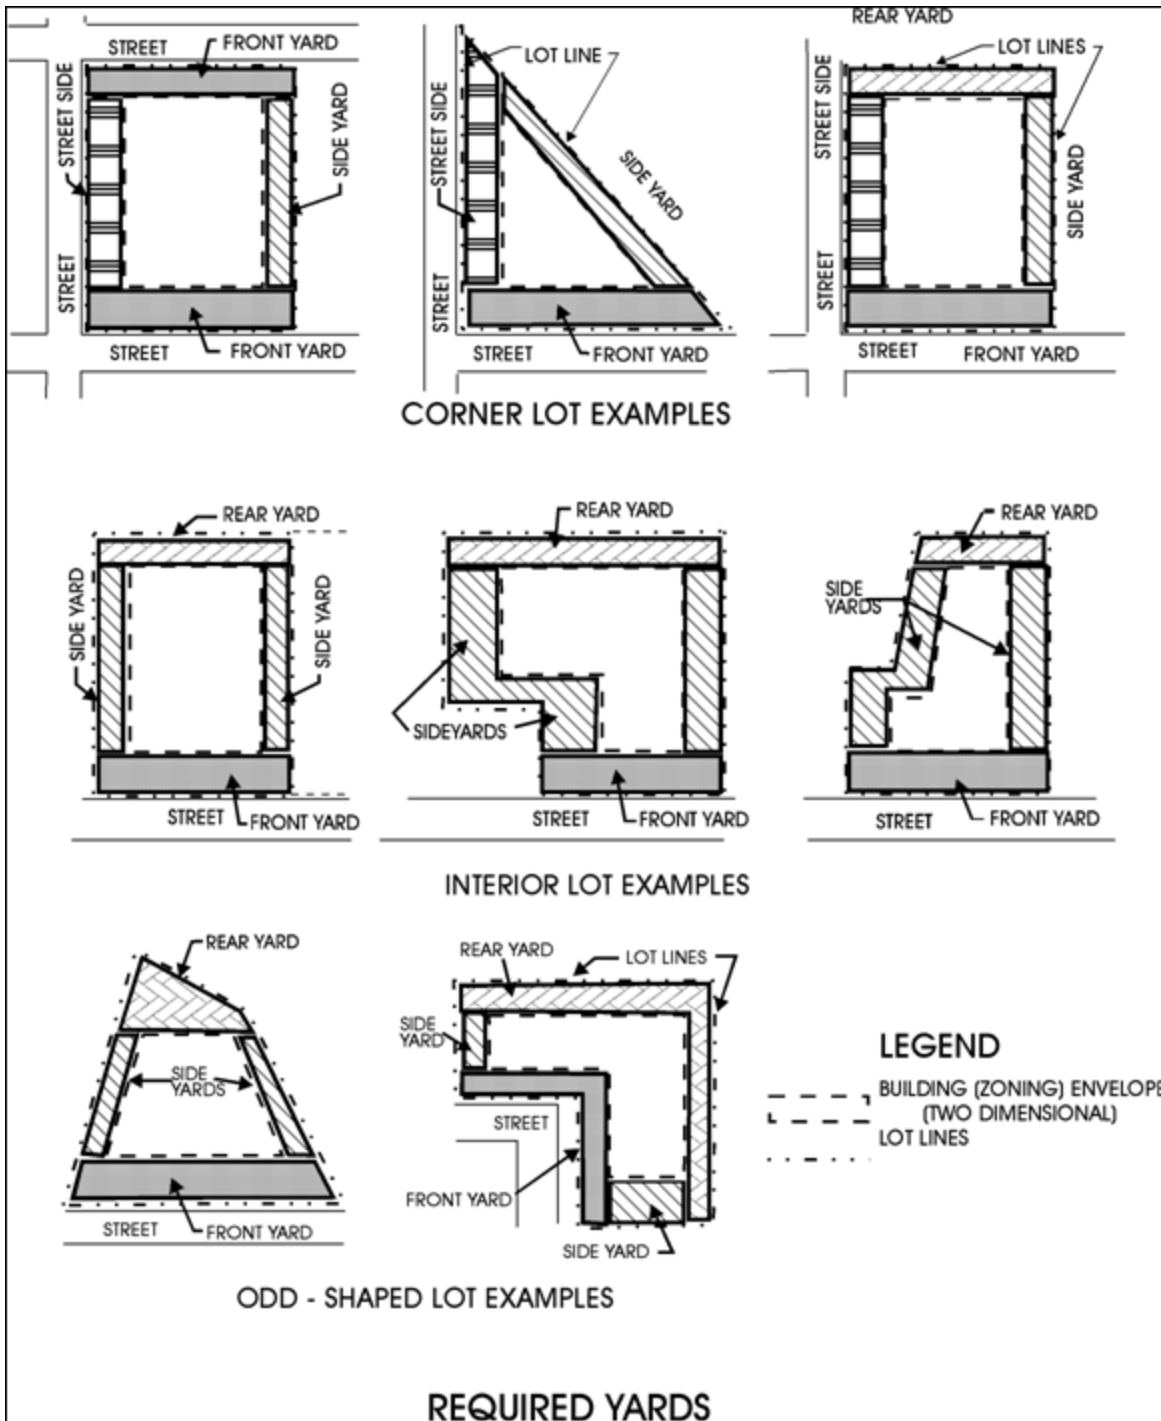 REAR YARD
STREET
FRONT YARD
LOT LINE
LOT LINES
STREET SIDE
SIDE YARD
STREET
STREET
FRONT YARD
STREET SIDE
SIDE YARD
STREET
STREET
FRONT YARD
STREET SIDE
SIDE YARD
STREET
STREET
FRONT YARD
CORNER LOT EXAMPLES
REAR YARD
SIDE YARD
SIDE YARD
STREET
FRONT YARD
REAR YARD
SIDEYARDS
STREET
FRONT YARD
REAR YARD
SIDE
YARDS
STREET
FRONT YARD
INTERIOR LOT EXAMPLES
REAR YARD
SIDE
YARDS
STREET
FRONT YARD
REAR YARD
LOT LINES
SIDE
YARD
STREET
FRONT YARD
SIDE YARD
LEGEND
BUILDING (ZONING) ENVELOPE
(TWO DIMENSIONAL)
LOT LINES
ODD - SHAPED LOT EXAMPLES
REQUIRED YARDS